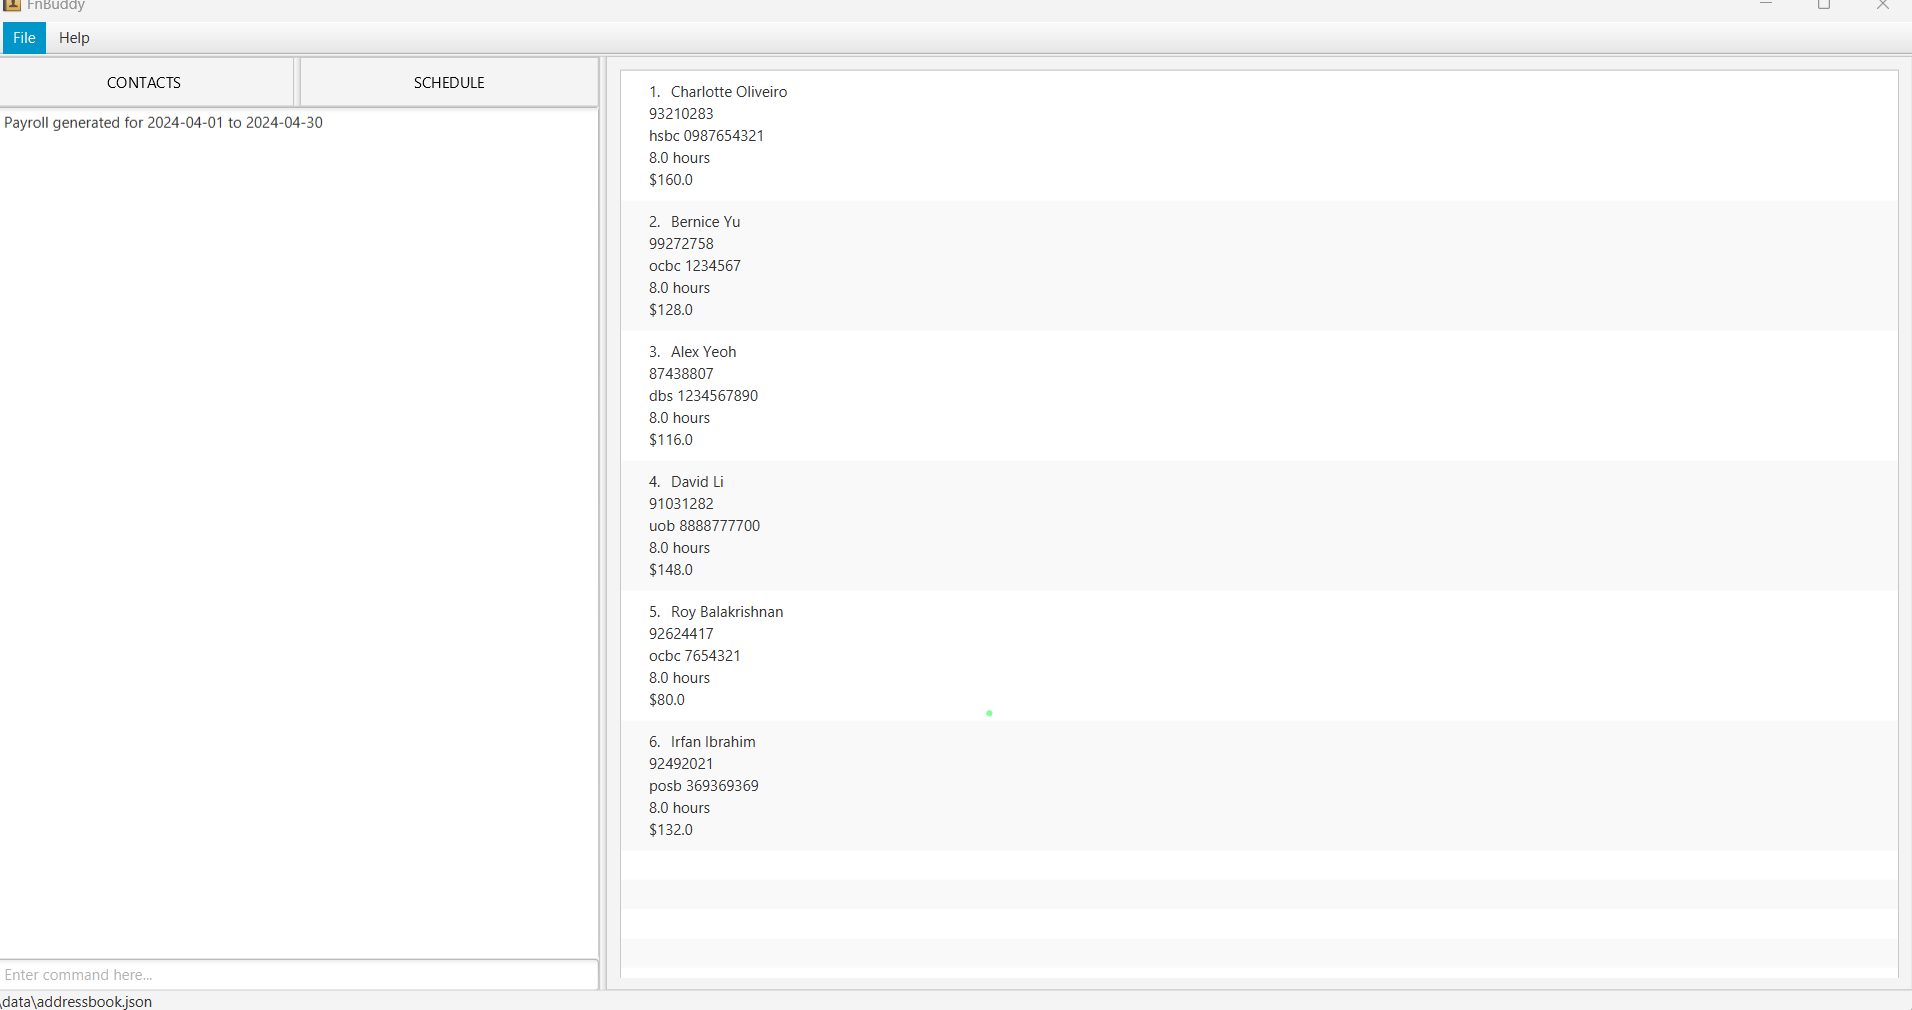 FnBuddy
File Help
CONTACTS SCHEDULE
Payroll generated for 2024-04-01 to 2024-04-30
1. Charlotte Oliveiro
93210283
hsbc 0987654321
8.0 hours
$160.0
2. Bernice Yu
99272758
ocbc 1234567
8.0 hours
$128.0
3. Alex Yeoh
87438807
dbs 1234567890
8.0 hours
$116.0
4. David Li
91031282
uob 8888777700
8.0 hours
$148.0
5. Roy Balakrishnan
92624417
ocbc 7654321
8.0 hours
$80.0
6. Irfan Ibrahim
92492021
posb 369369369
8.0 hours
$132.0
Enter command here...
\data\addressbook.json